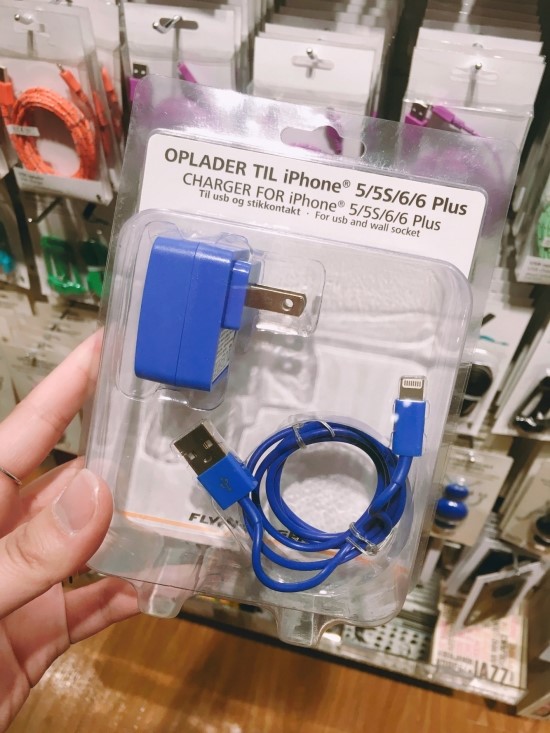 OPLADER TIL iPhone® 5/5S/6/6 Plus
CHARGER FOR iPhone® 5/5S/6/6 Plus
Til usb og stikkontakt · For usb and wall socket
JAZZ